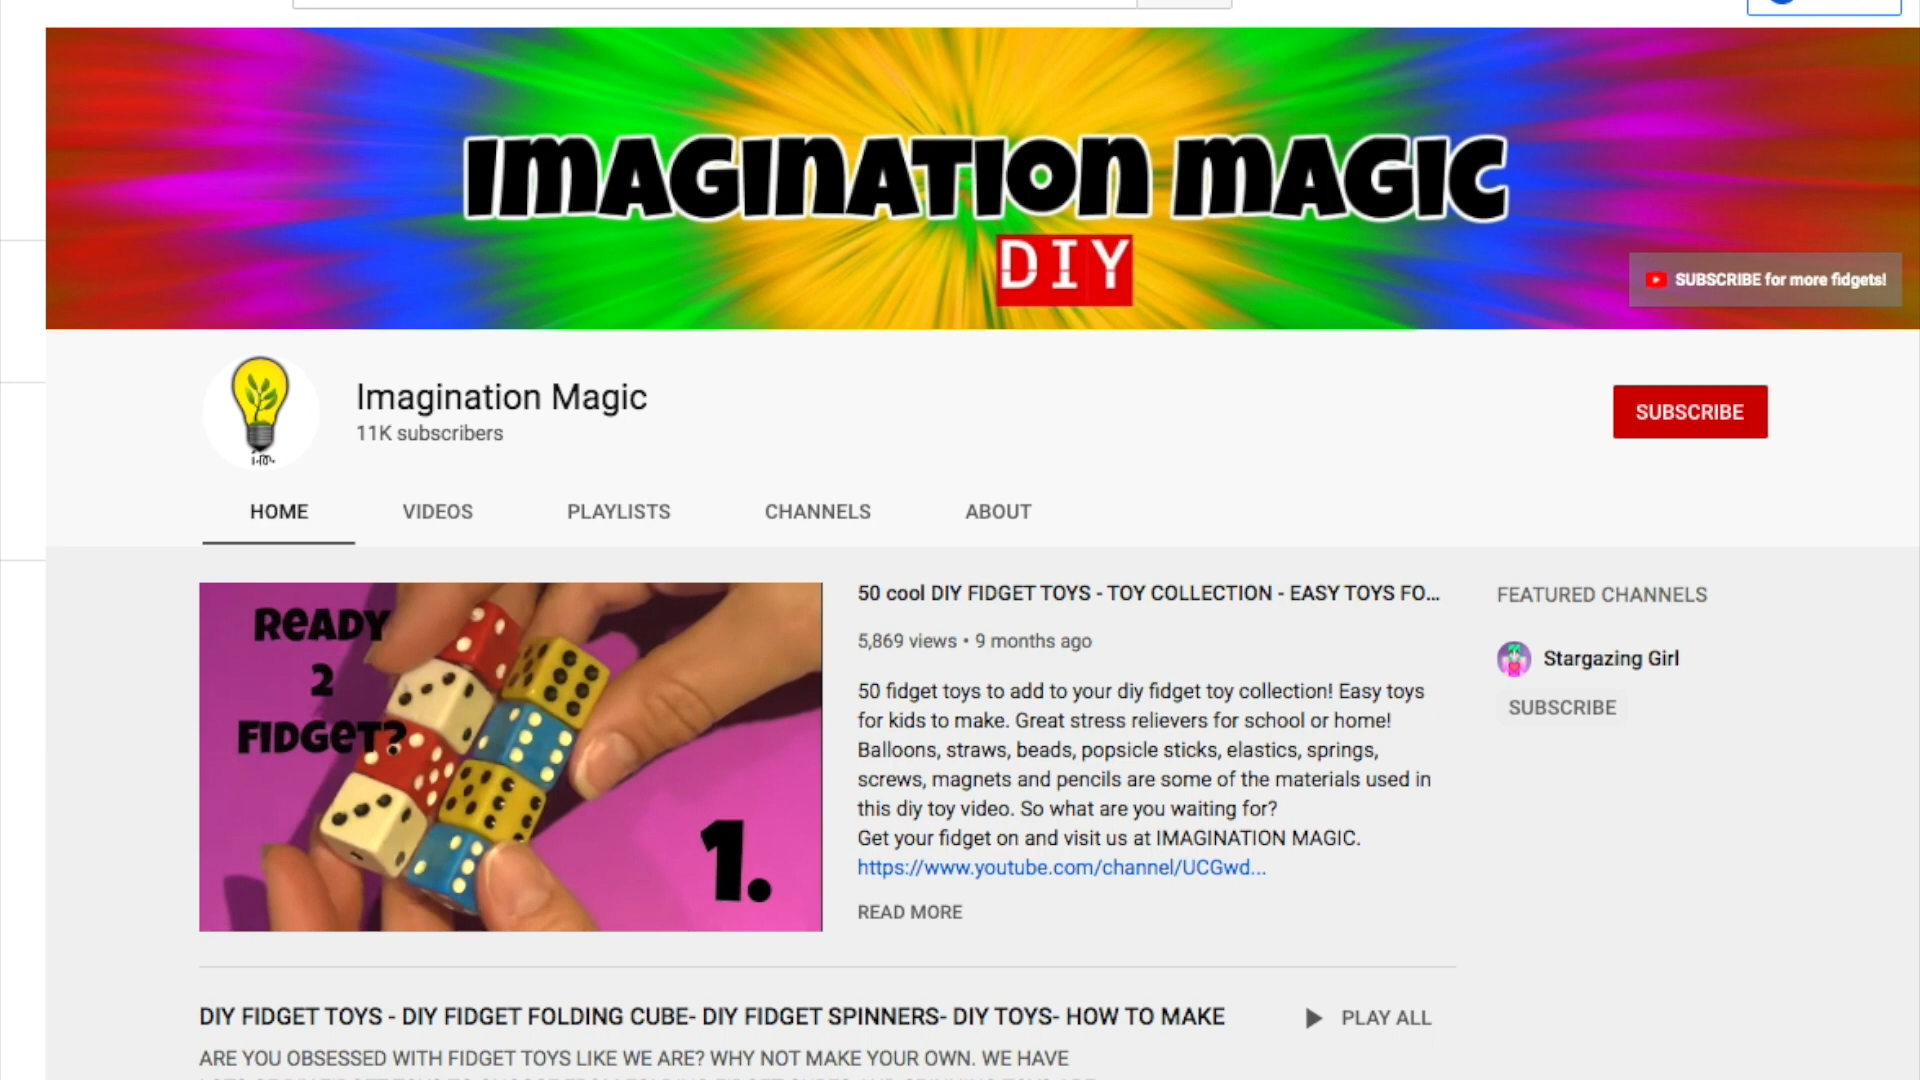 IMAGINATION MAGIC
DIY
SUBSCRIBE for more fidgets!
Imagination Magic
11K subscribers
SUBSCRIBE
HOME VIDEOS PLAYLISTS CHANNELS ABOUT
READY
2
FIDGET?
1.
50 cool DIY FIDGET TOYS - TOY COLLECTION - EASY TOYS FO...
5,869 views • 9 months ago
50 fidget toys to add to your diy fidget toy collection! Easy toys
for kids to make. Great stress relievers for school or home!
Balloons, straws, beads, popsicle sticks, elastics, springs,
screws, magnets and pencils are some of the materials used in
this diy toy video. So what are you waiting for?
Get your fidget on and visit us at IMAGINATION MAGIC.
https://www.youtube.com/channel/UCGwd...
READ MORE
FEATURED CHANNELS
Stargazing Girl
SUBSCRIBE
DIY FIDGET TOYS - DIY FIDGET FOLDING CUBE- DIY FIDGET SPINNERS- DIY TOYS- HOW TO MAKE
PLAY ALL
ARE YOU OBSESSED WITH FIDGET TOYS LIKE WE ARE? WHY NOT MAKE YOUR OWN. WE HAVE